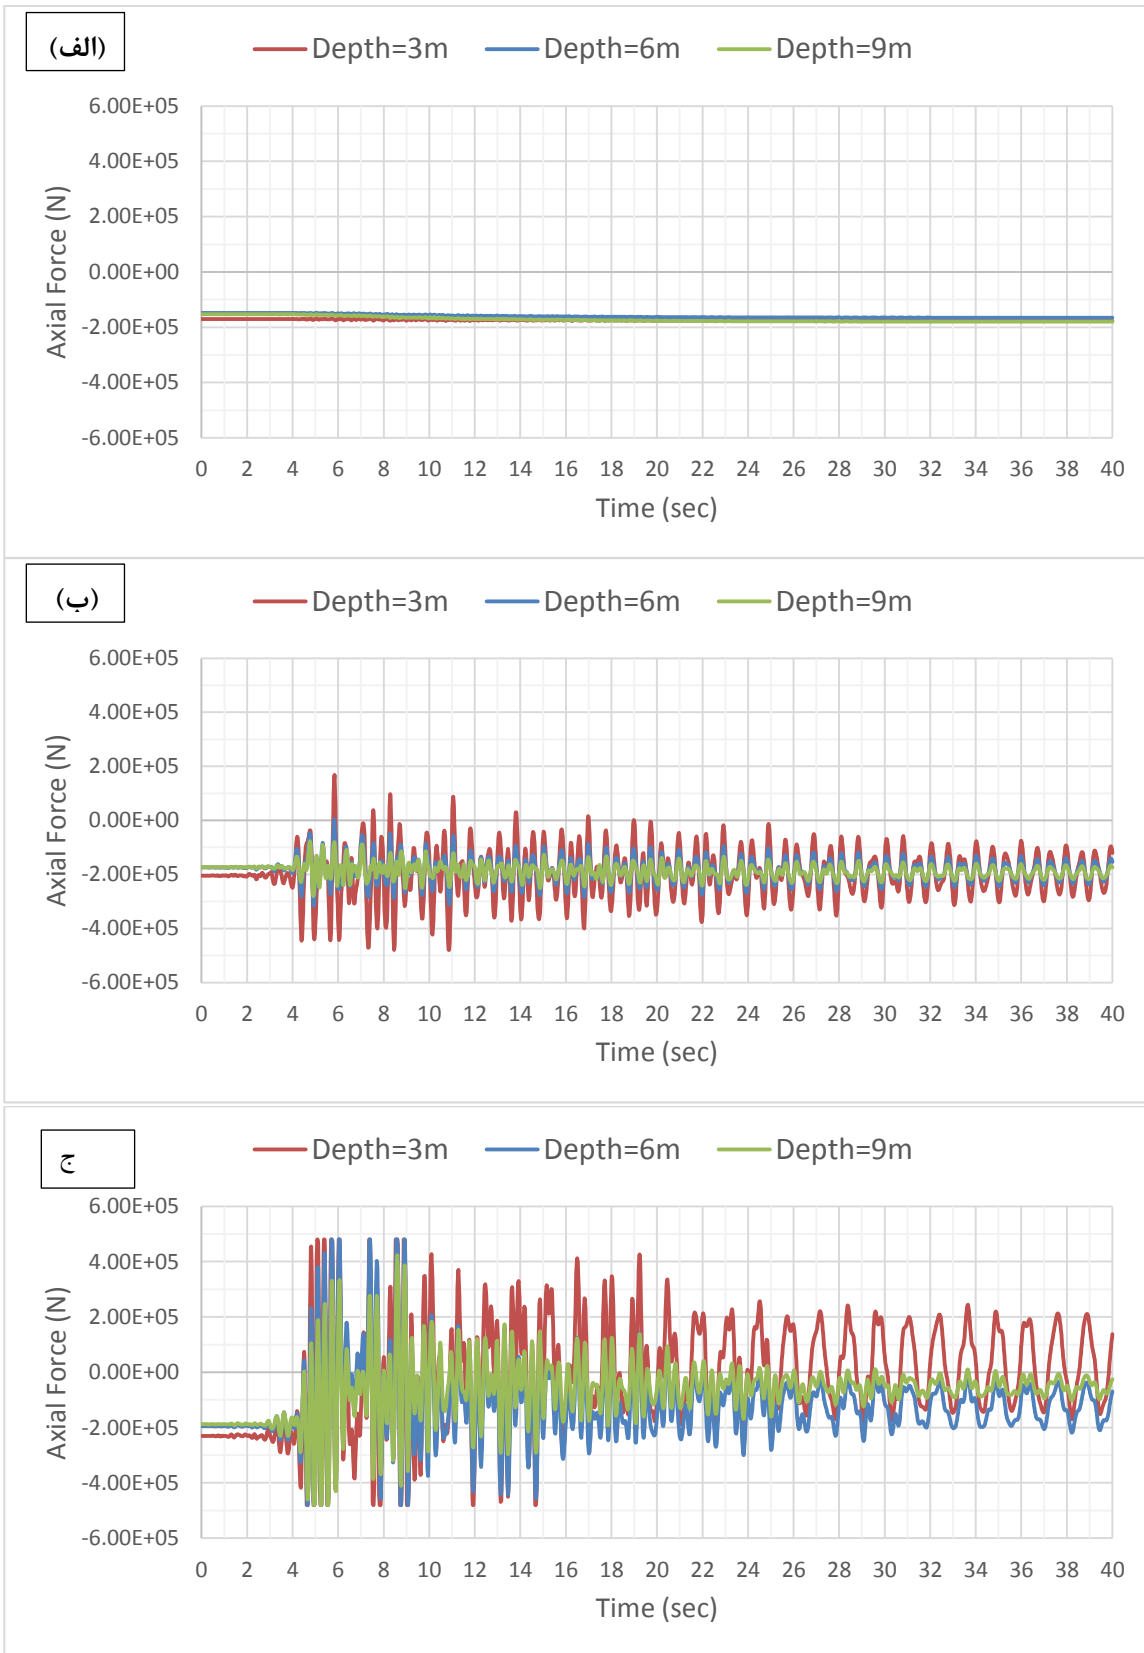 (الف)
Depth=3m Depth=6m Depth=9m
6.00E+05
4.00E+05
2.00E+05
0.00E+00
-2.00E+05
-4.00E+05
-6.00E+05
Axial Force (N)
0 2 4 6 8 10 12 14 16 18 20 22 24 26 28 30 32 34 36 38 40
Time (sec)
(ب)
Depth=3m Depth=6m Depth=9m
6.00E+05
4.00E+05
2.00E+05
0.00E+00
-2.00E+05
-4.00E+05
-6.00E+05
Axial Force (N)
0 2 4 6 8 10 12 14 16 18 20 22 24 26 28 30 32 34 36 38 40
Time (sec)
ج
Depth=3m Depth=6m Depth=9m
6.00E+05
4.00E+05
2.00E+05
0.00E+00
-2.00E+05
-4.00E+05
-6.00E+05
Axial Force (N)
0 2 4 6 8 10 12 14 16 18 20 22 24 26 28 30 32 34 36 38 40
Time (sec)